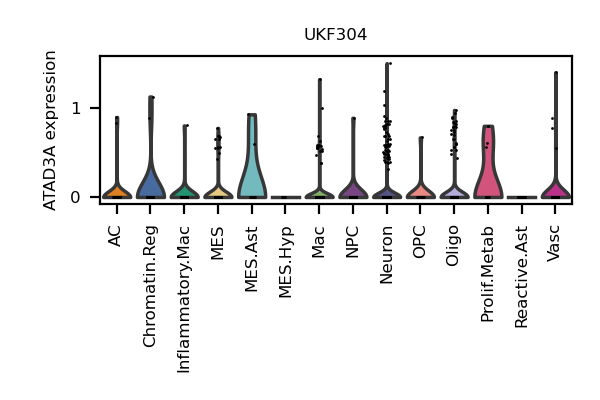 UKF304
ATAD3A expression
1
0
AC
Chromatin.Reg
Inflammatory.Mac
MES
MES.Ast
MES.Hyp
Mac
NPC
Neuron
OPC
Oligo
Prolif.Metab
Reactive.Ast
Vasc